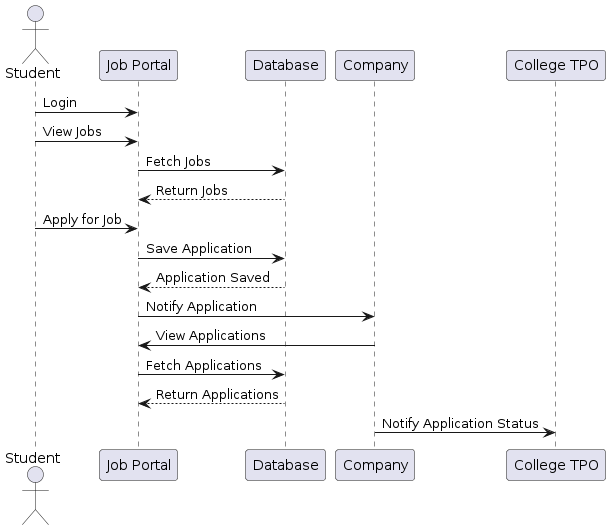 Student
Job Portal
Database
Company
College TPO
Login
View Jobs
Fetch Jobs
Return Jobs
Apply for Job
Save Application
Application Saved
Notify Application
View Applications
Fetch Applications
Return Applications
Notify Application Status
Student
Job Portal
Database
Company
College TPO